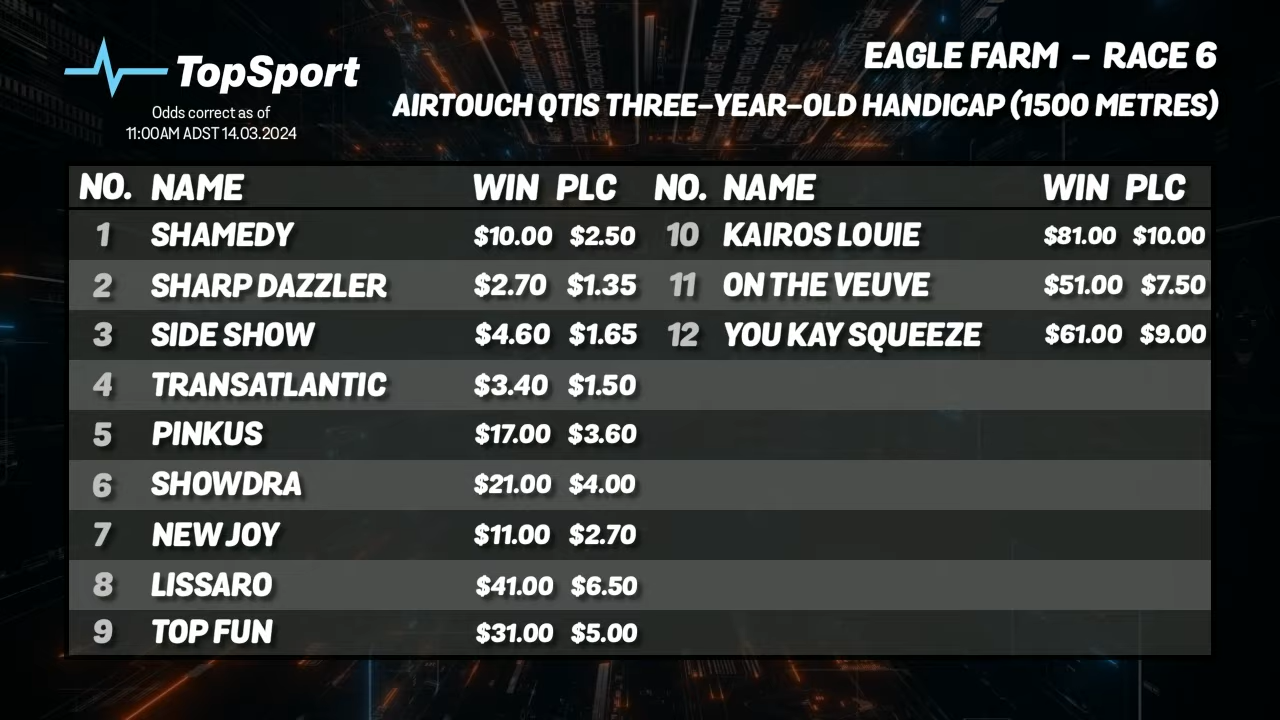 TopSport
Odds correct as of
11:00AM ADST 14.03.2024
EAGLE FARM - RACE 6
AIRTOUCH QTIS THREE-YEAR-OLD HANDICAP (1500 METRES)
NO. NAME WIN PLC NO. NAME WIN PLC
1 SHAMEDY $10.00 $2.50 10 KAIROS LOUIE $81.00 $10.00
2 SHARP DAZZLER $2.70 $1.35 11 ON THE VEUVE $51.00 $7.50
3 SIDE SHOW $4.60 $1.65 12 YOU KAY SQUEEZE $61.00 $9.00
4 TRANSATLANTIC $3.40 $1.50
5 PINKUS $17.00 $3.60
6 SHOWDRA $21.00 $4.00
7 NEW JOY $11.00 $2.70
8 LISSARO $41.00 $6.50
9 TOP FUN $31.00 $5.00